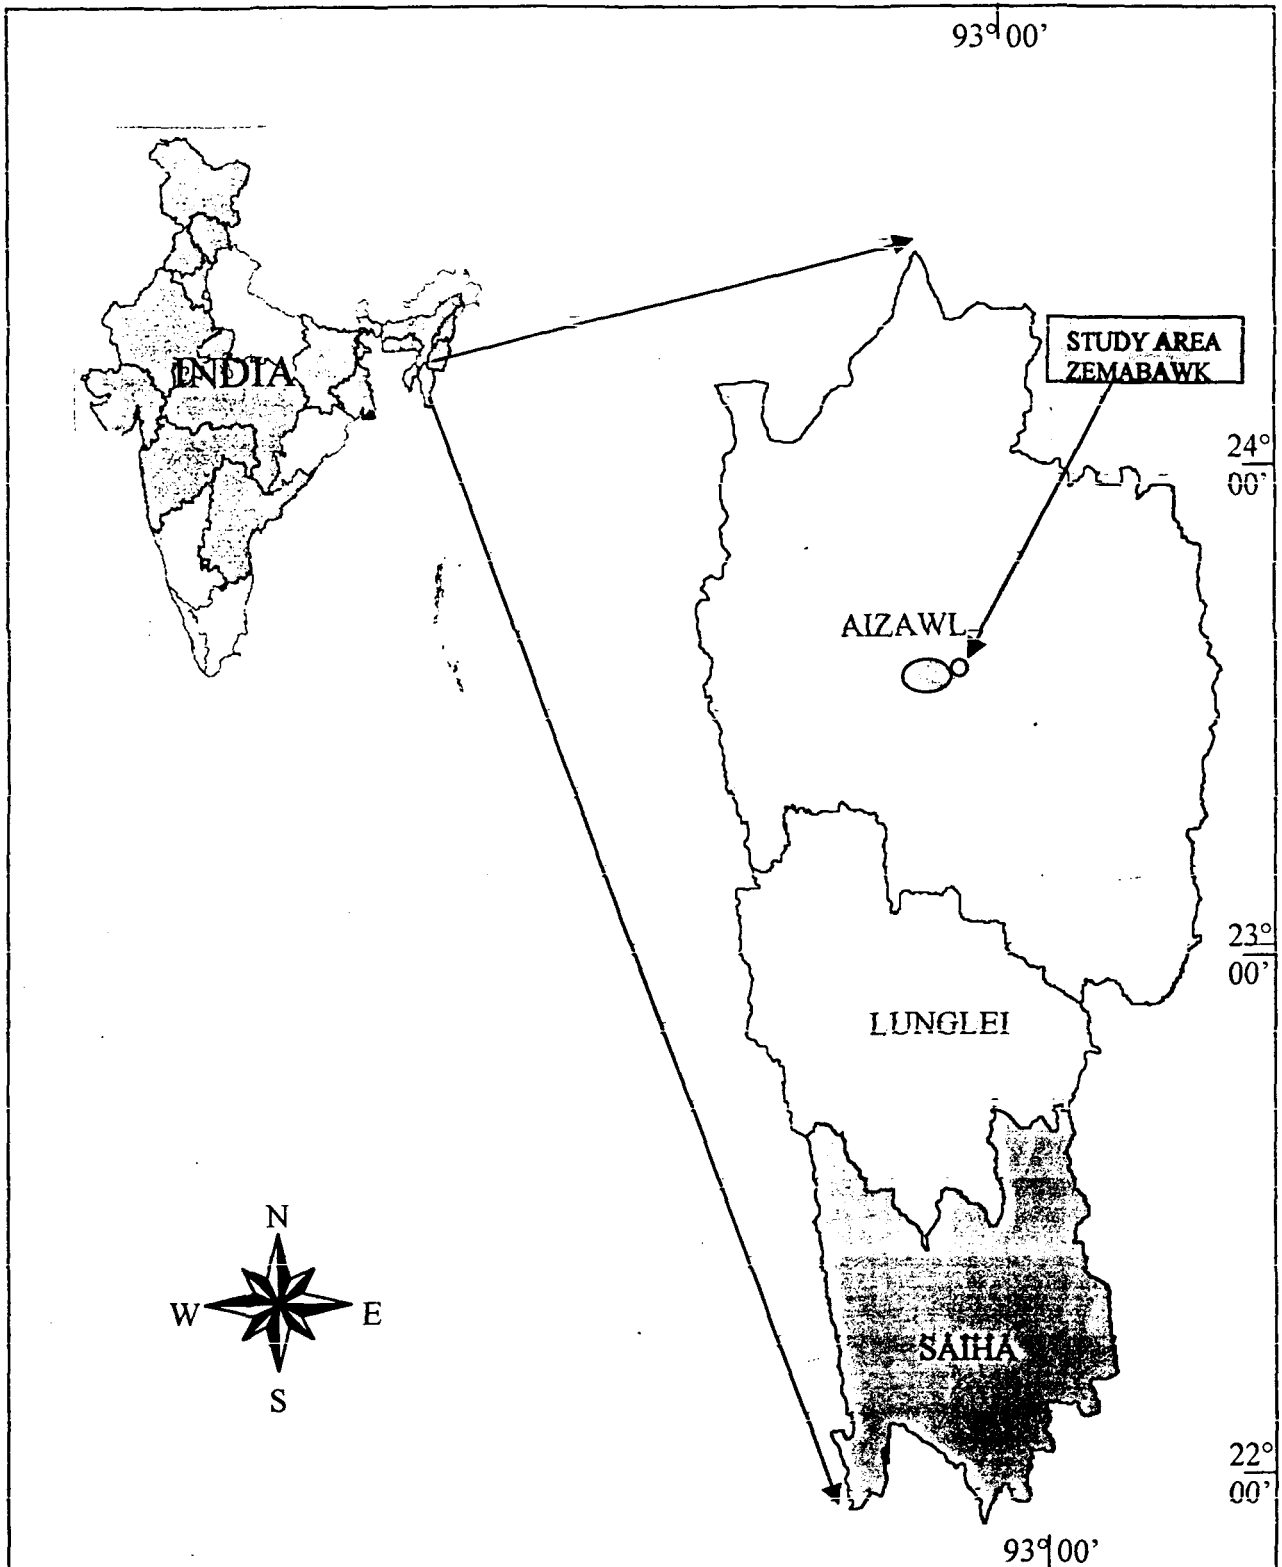 93° 00'
INDIA
STUDY AREA
ZEMABAWK
24°
00'
AIZAWL
23°
00'
LUNGLEI
N
W E
S
SAIHA
22°
00'
93° 00'